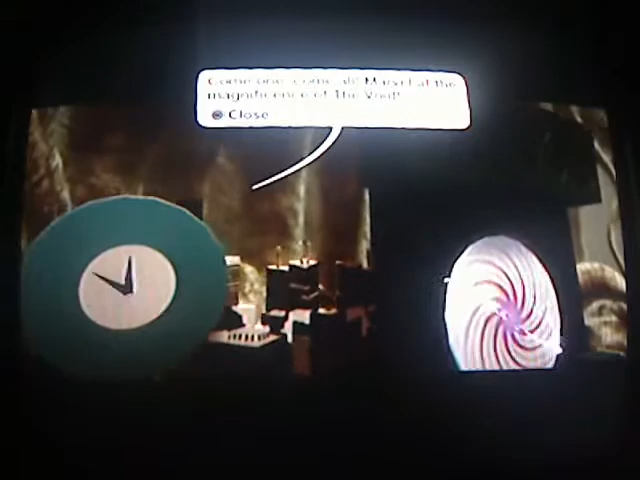 Come one, come all! Marvel at the
magnificence of The Void!
Close